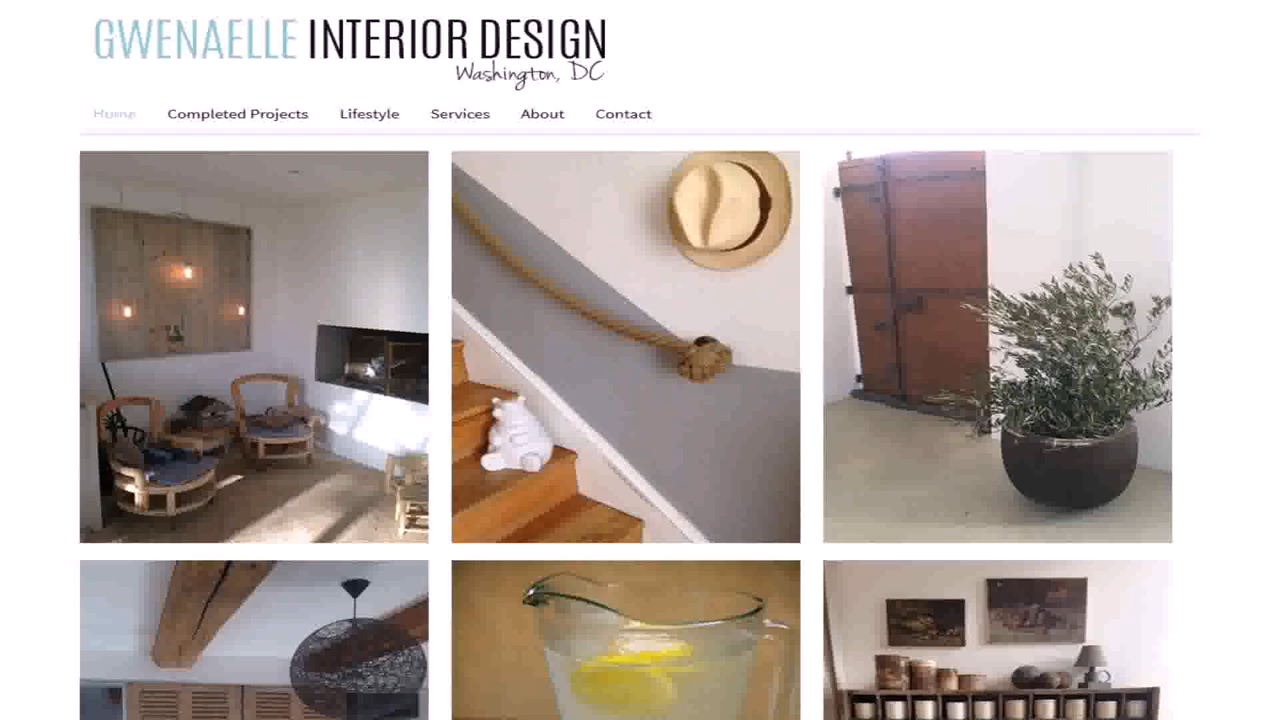 GWENAELLE INTERIOR DESIGN
Washington, DC
Home Completed Projects Lifestyle Services About Contact